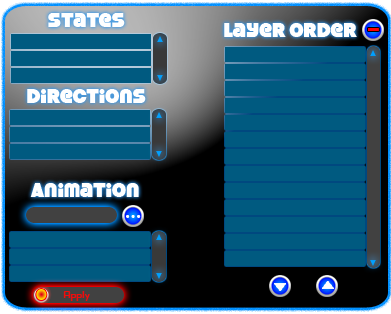 States
Layer Order
Directions
Animation
Apply